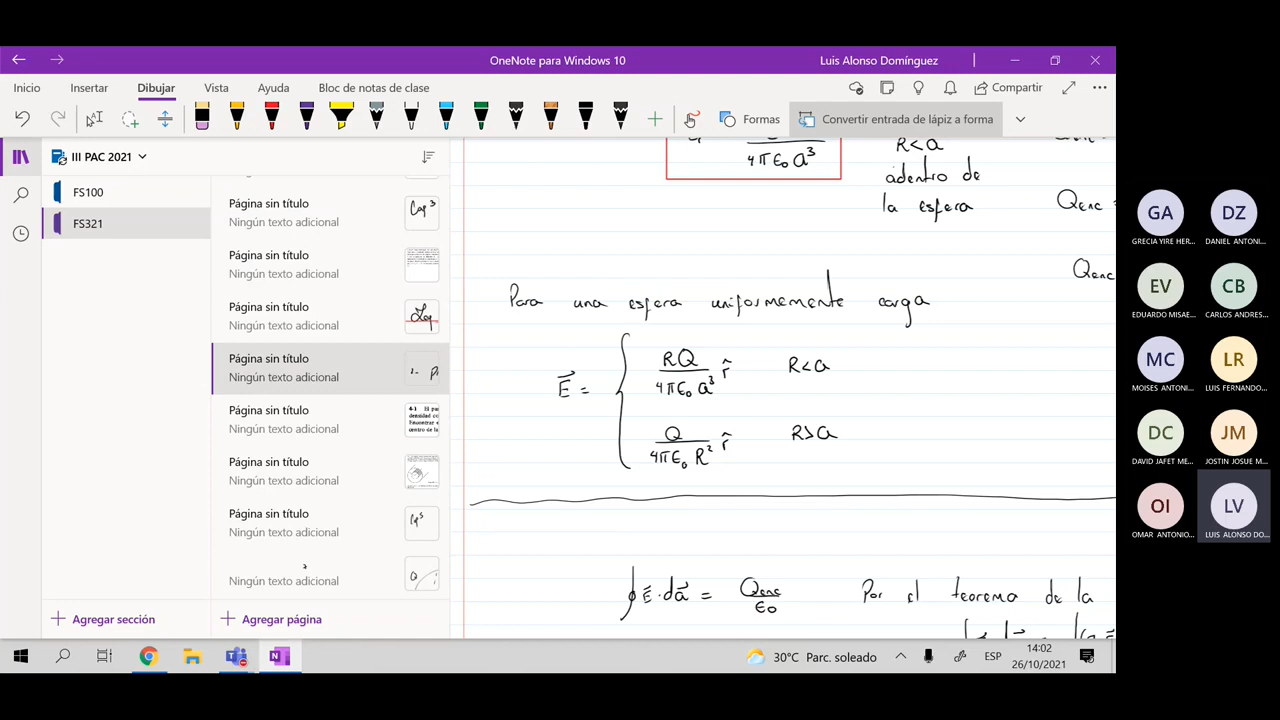 OneNote para Windows 10
Luis Alonso Domínguez
Inicio Insertar Dibujar Vista Ayuda Bloc de notas de clase
Compartir
Formas
Convertir entrada de lápiz a forma
III PAC 2021
FS100
FS321
Página sin título
Ningún texto adicional
Página sin título
Ningún texto adicional
Página sin título
Ningún texto adicional
Página sin título
Ningún texto adicional
Página sin título
Ningún texto adicional
Página sin título
Ningún texto adicional
Página sin título
Ningún texto adicional
Ningún texto adicional
Agregar sección
Agregar página
4πε₀a³
R<a
adentro de
la esfera
Qenc =
Qenc
Para una esfera uniformemente carga
E⃗ = { RQ/4πε₀a³ r̂ R<a
Q/4πε₀R² r̂ R>a
∮E⃗·da⃗ = Qenc/ε₀ Por el teorema de la
GA DZ
GRECIA YIRE HER... DANIEL ANTONI...
EV CB
EDUARDO MISAE... CARLOS ANDRES...
MC LR
MOISES ANTONI... LUIS FERNANDO...
DC JM
DAVID JAFET ME... JOSTIN JOSUE M...
OI LV
OMAR ANTONIO... LUIS ALONSO DO...
30°C Parc. soleado
ESP
14:02
26/10/2021